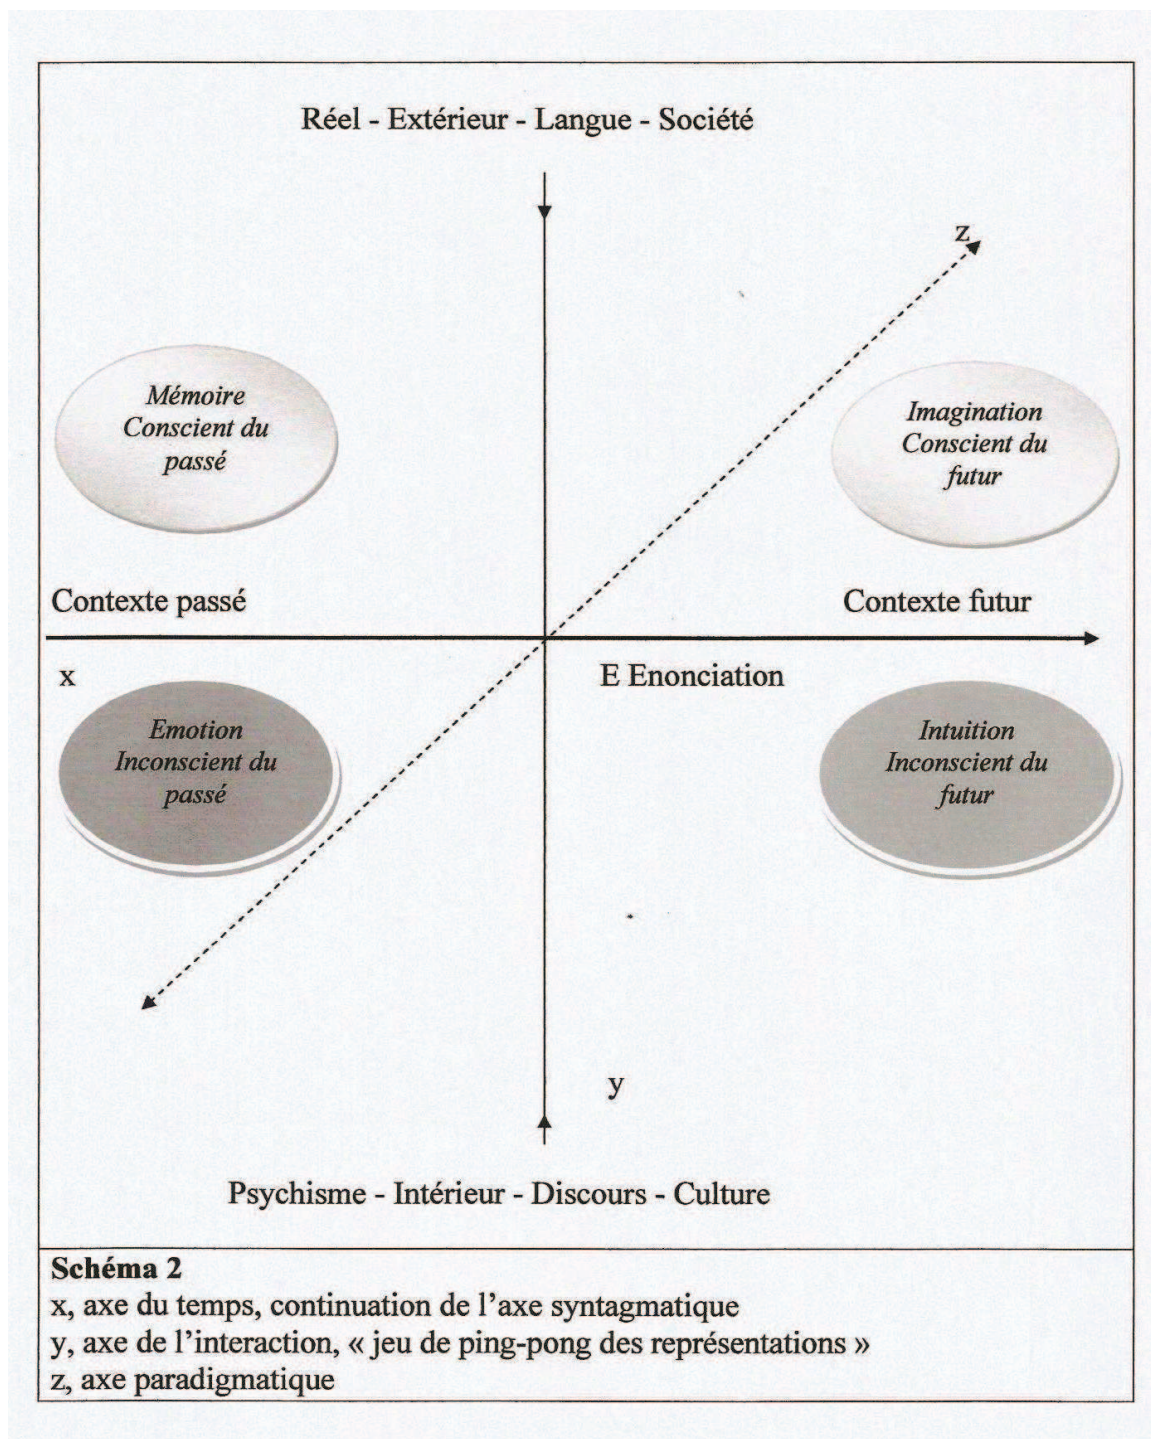 Réel - Extérieur - Langue - Société
z
Mémoire
Conscient du
passé
Imagination
Conscient du
futur
Contexte passé
Contexte futur
x
E Enonciation
Emotion
Inconscient du
passé
Intuition
Inconscient du
futur
y
Psychisme - Intérieur - Discours - Culture
Schéma 2
x, axe du temps, continuation de l’axe syntagmatique
y, axe de l’interaction, « jeu de ping-pong des représentations »
z, axe paradigmatique